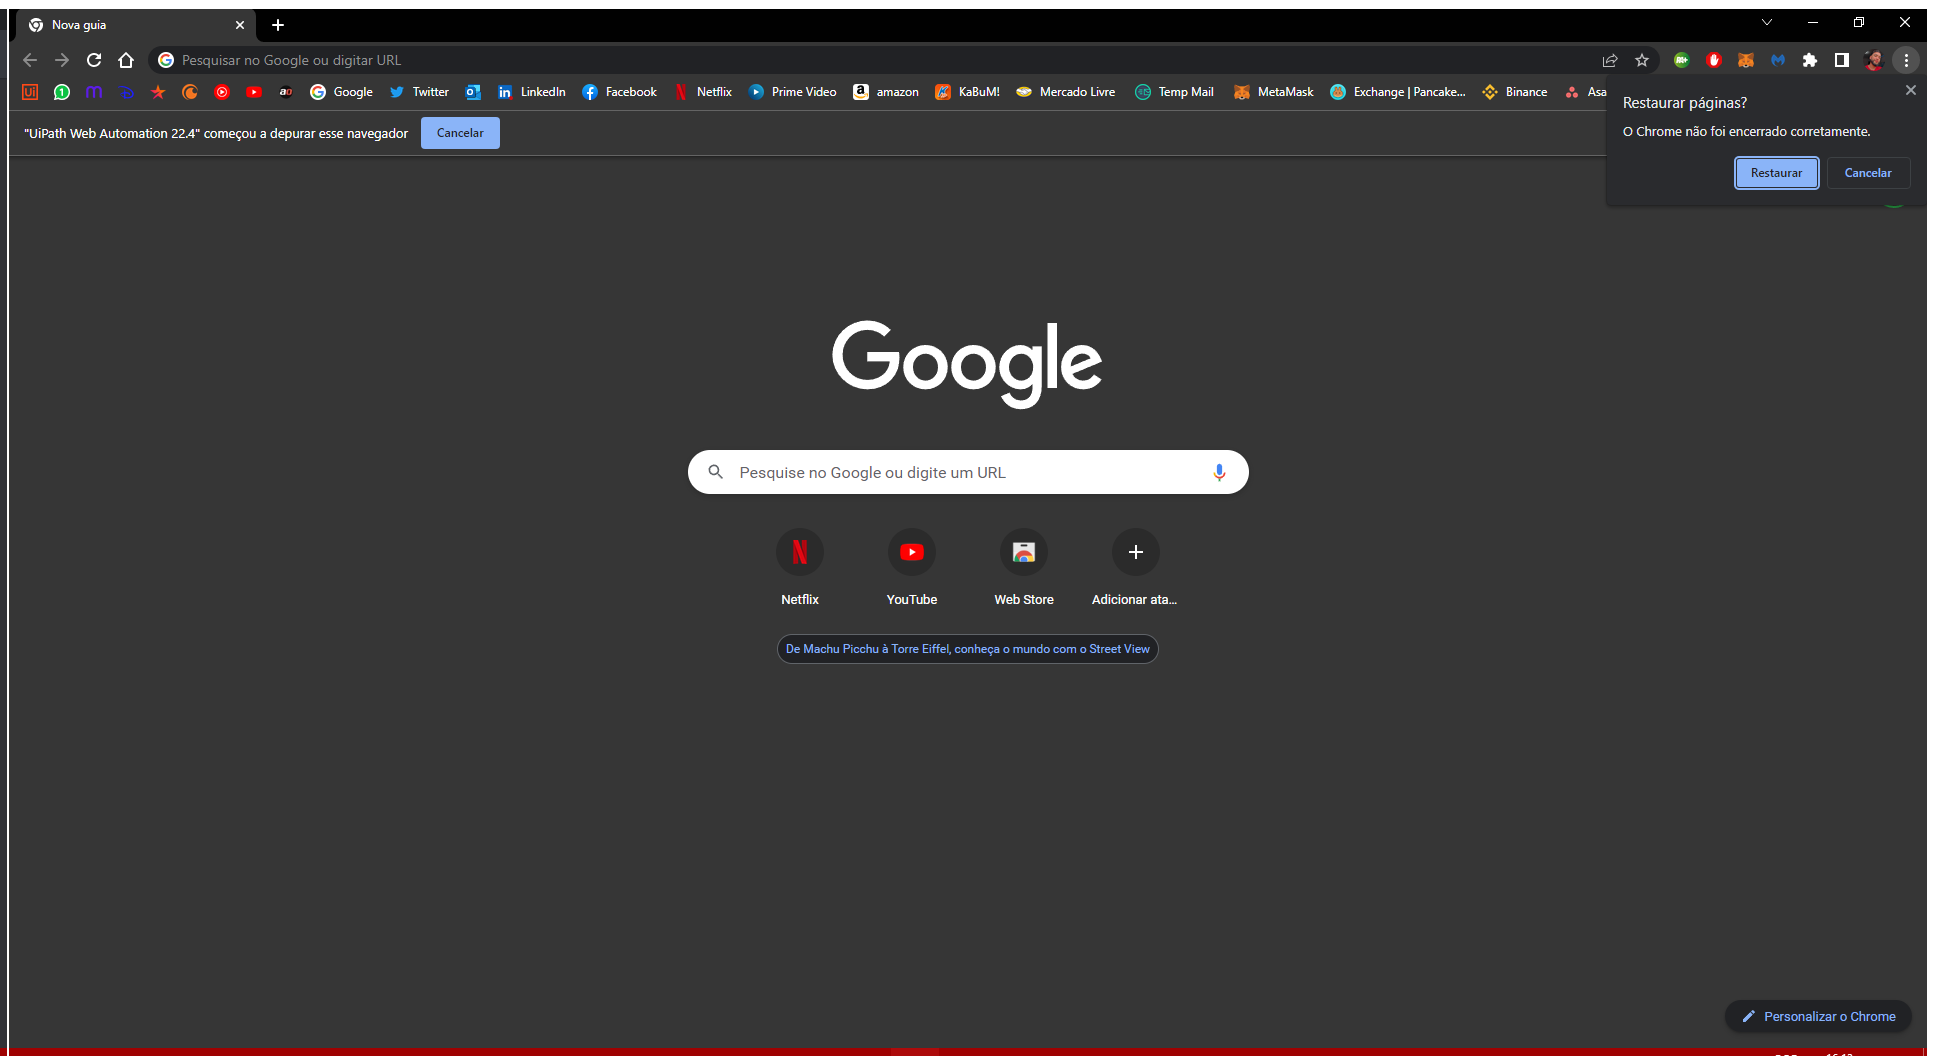 Nova guia
Pesquisar no Google ou digitar URL
Google Twitter LinkedIn Facebook Netflix Prime Video amazon KaBuM! Mercado Livre Temp Mail MetaMask Exchange | Pancake... Binance Asa
"UiPath Web Automation 22.4" começou a depurar esse navegador Cancelar
Restaurar páginas?
O Chrome não foi encerrado corretamente.
Restaurar Cancelar
Google
Pesquise no Google ou digite um URL
Netflix YouTube Web Store Adicionar ata...
De Machu Picchu à Torre Eiffel, conheça o mundo com o Street View
Personalizar o Chrome